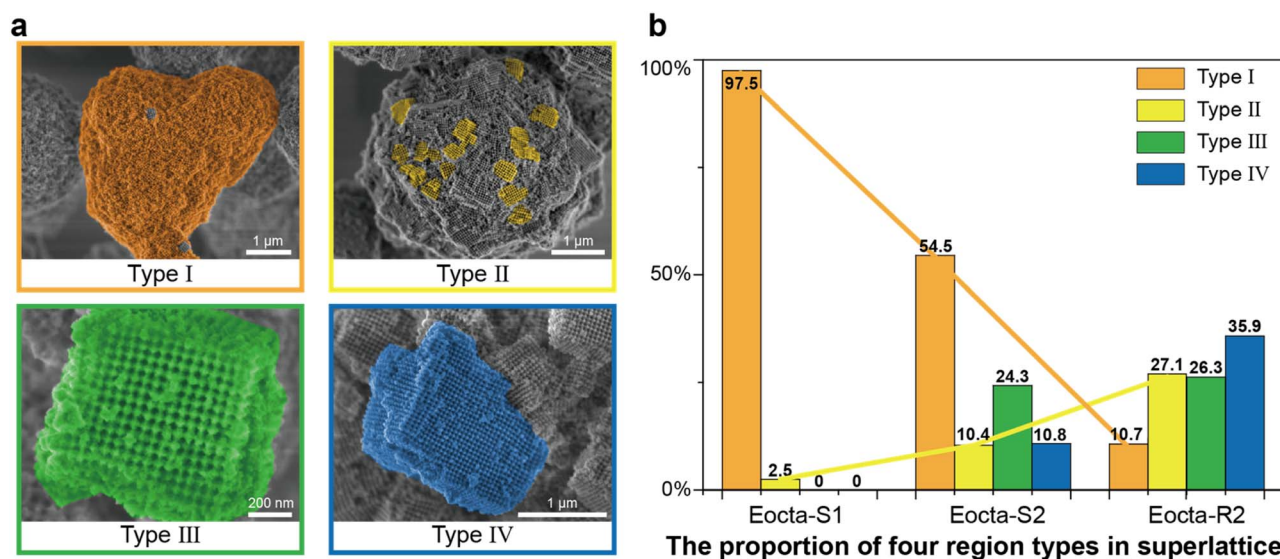 a
1 μm
Type I
1 μm
Type II
200 nm
Type III
1 μm
Type IV
b
100%
50%
0%
97.5
2.5
0
0
54.5
10.4
24.3
10.8
10.7
27.1
26.3
35.9
Type I
Type II
Type III
Type IV
Eocta-S1
Eocta-S2
Eocta-R2
The proportion of four region types in superlattice